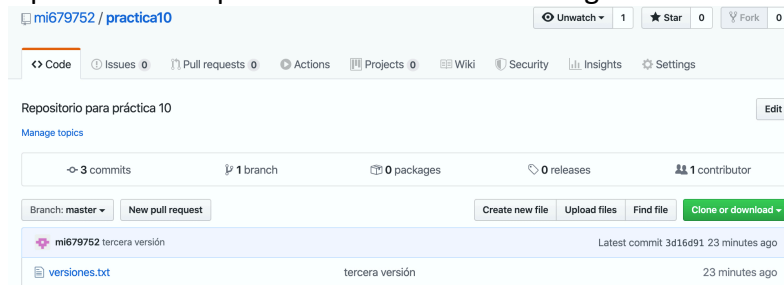 mi679752 / practica10
Unwatch 1 Star 0 Fork 0
Code Issues 0 Pull requests 0 Actions Projects 0 Wiki Security Insights Settings
Repositorio para práctica 10 Edit
Manage topics
3 commits 1 branch 0 packages 0 releases 1 contributor
Branch: master New pull request Create new file Upload files Find file Clone or download
mi679752 tercera versión Latest commit 3d16d91 23 minutes ago
versiones.txt tercera versión 23 minutes ago